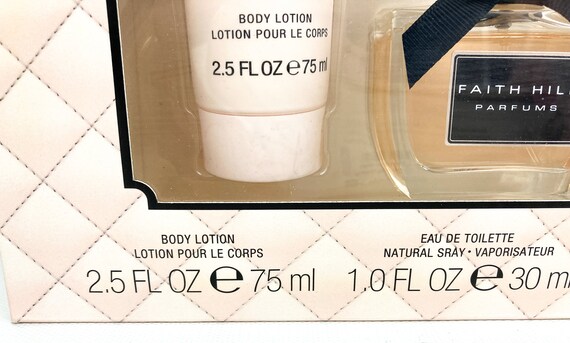 BODY LOTION
LOTION POUR LE CORPS
2.5 FL OZ ℮ 75 ml
FAITH HILL
PARFUMS
BODY LOTION
LOTION POUR LE CORPS
2.5 FL OZ ℮ 75 ml
EAU DE TOILETTE
NATURAL SRAY • VAPORISATEUR
1.0 FL OZ ℮ 30 ml